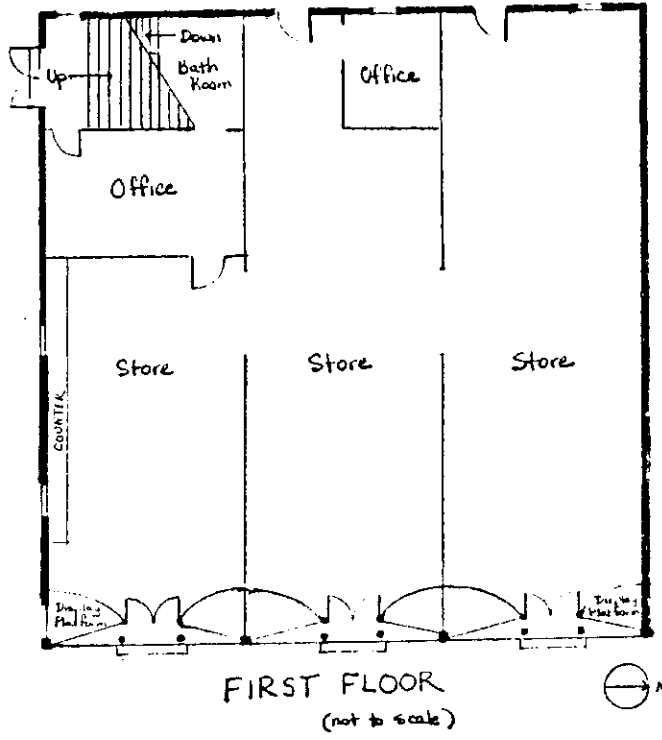 Down
Up
Bath
Room
Office
Office
Store
Store
Store
COUNTER
Display
Platform
Display
Platform
FIRST FLOOR
(not to scale)
N